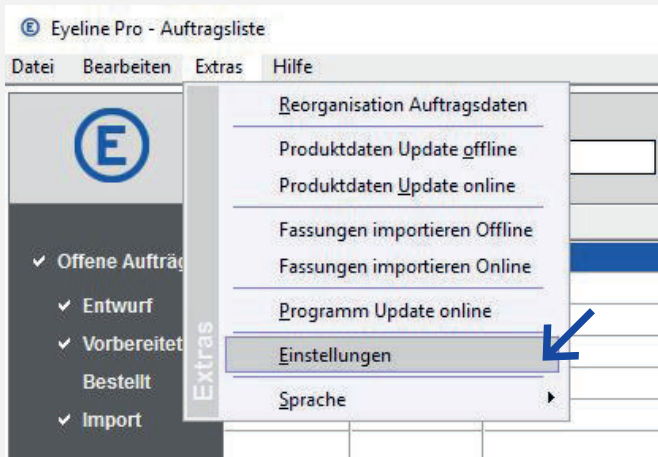 E Eyeline Pro - Auftragsliste
Datei Bearbeiten Extras Hilfe
E
Reorganisation Auftragsdaten
Produktdaten Update offline
Produktdaten Update online
Fassungen importieren Offline
Fassungen importieren Online
Programm Update online
Einstellungen
Sprache
Extras
Offene Aufträg
Entwurf
Vorbereitet
Bestellt
Import